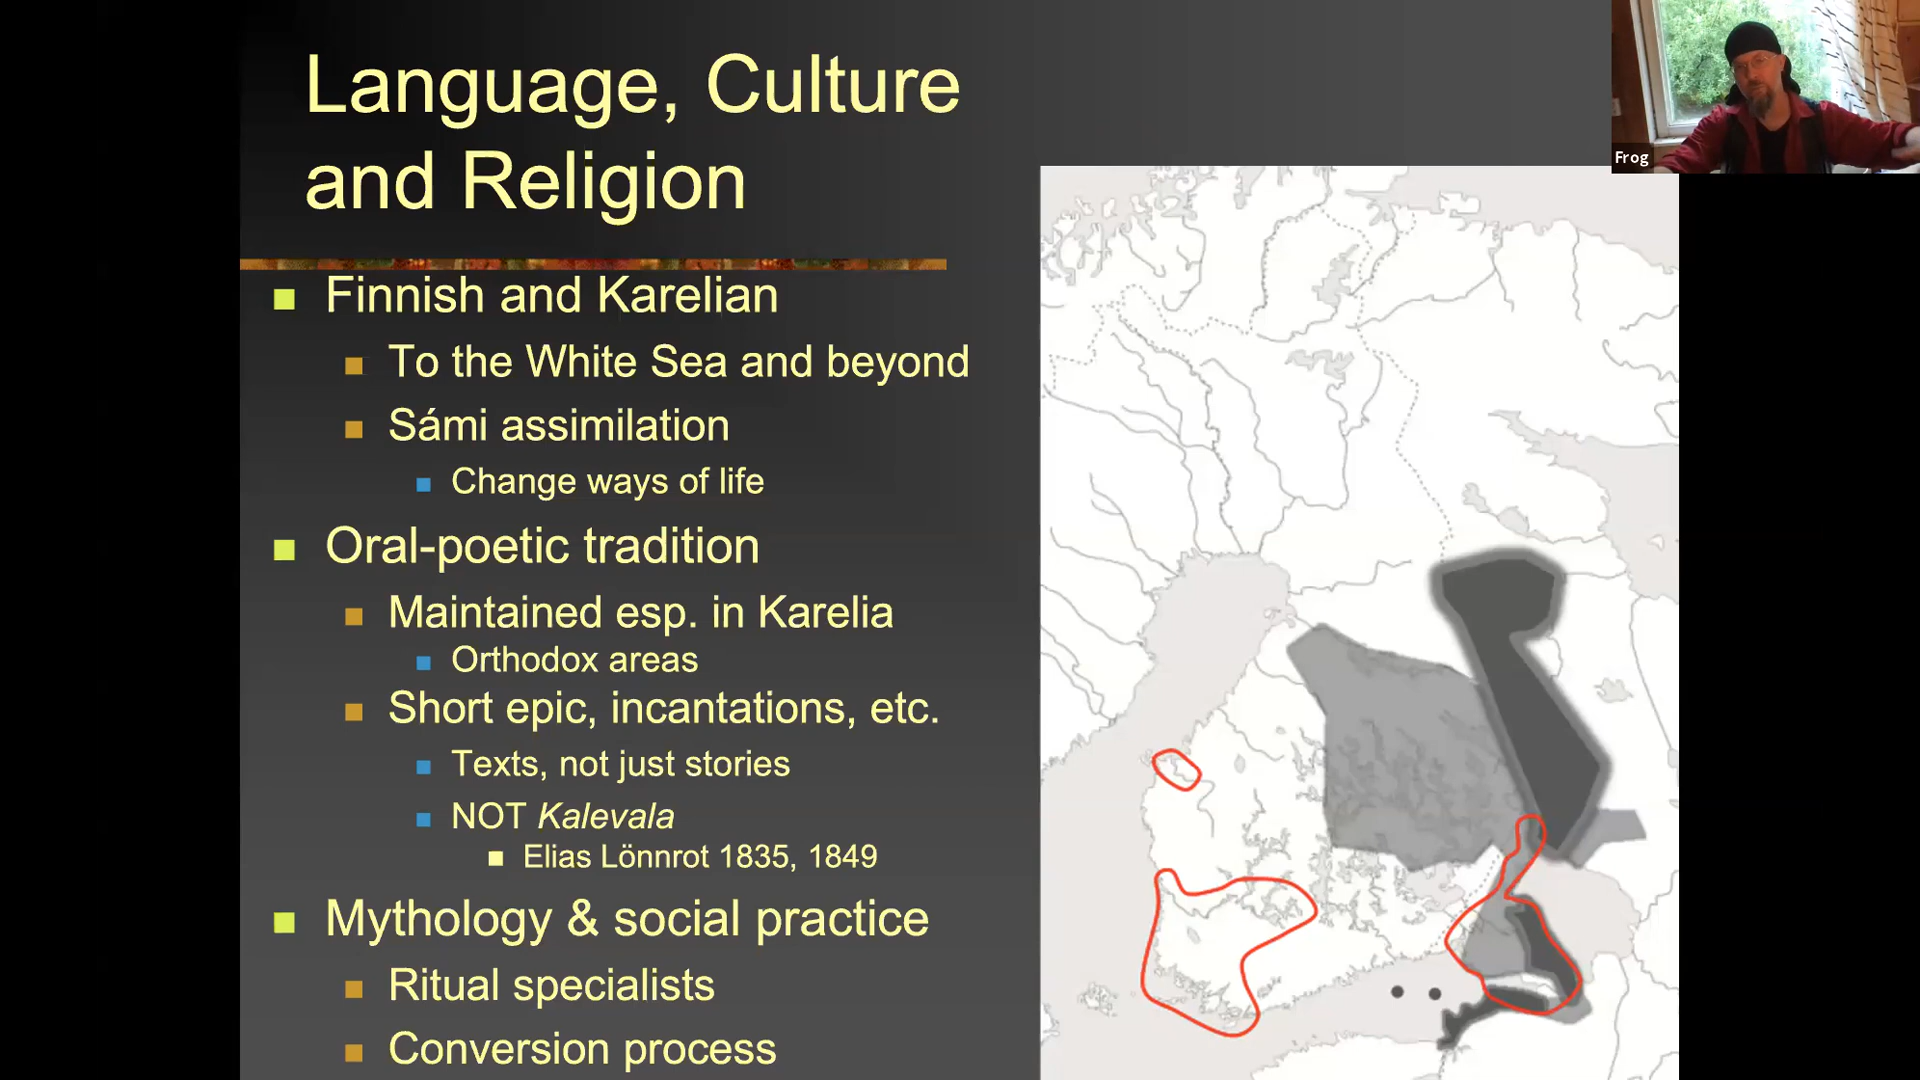 Language, Culture
and Religion
Finnish and Karelian
To the White Sea and beyond
Sámi assimilation
Change ways of life
Oral-poetic tradition
Maintained esp. in Karelia
Orthodox areas
Short epic, incantations, etc.
Texts, not just stories
NOT Kalevala
Elias Lönnrot 1835, 1849
Mythology & social practice
Ritual specialists
Conversion process
Frog